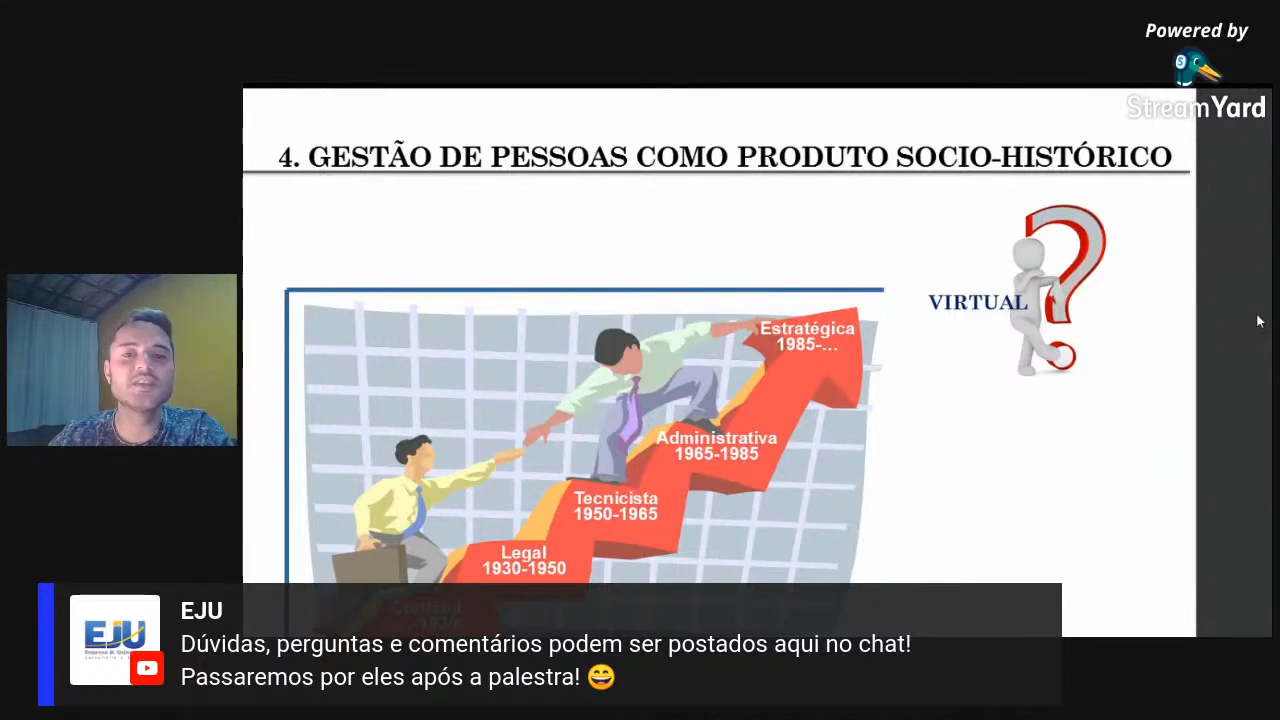 Powered by
StreamYard
4. GESTÃO DE PESSOAS COMO PRODUTO SOCIO-HISTÓRICO
VIRTUAL
Estratégica
1985-...
Administrativa
1965-1985
Tecnicista
1950-1965
Legal
1930-1950
EJU
EJU
Dúvidas, perguntas e comentários podem ser postados aqui no chat!
Passaremos por eles após a palestra! 😄